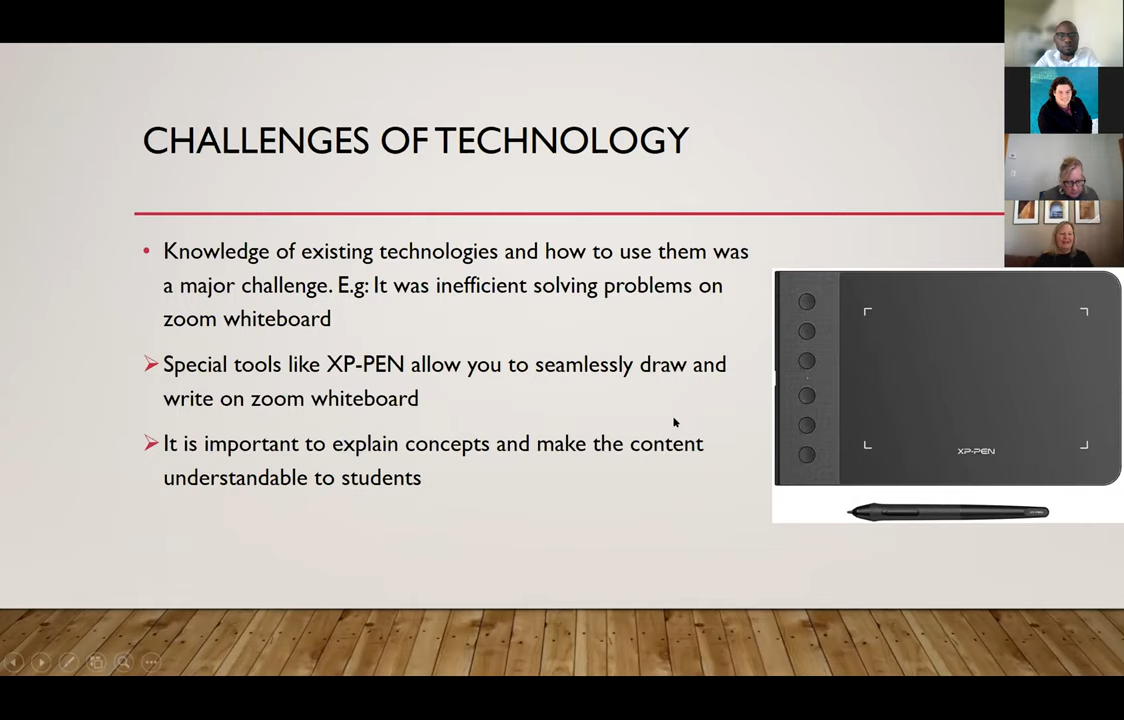 CHALLENGES OF TECHNOLOGY
• Knowledge of existing technologies and how to use them was
a major challenge. E.g: It was inefficient solving problems on
zoom whiteboard
➢ Special tools like XP-PEN allow you to seamlessly draw and
write on zoom whiteboard
➢ It is important to explain concepts and make the content
understandable to students
XP-PEN